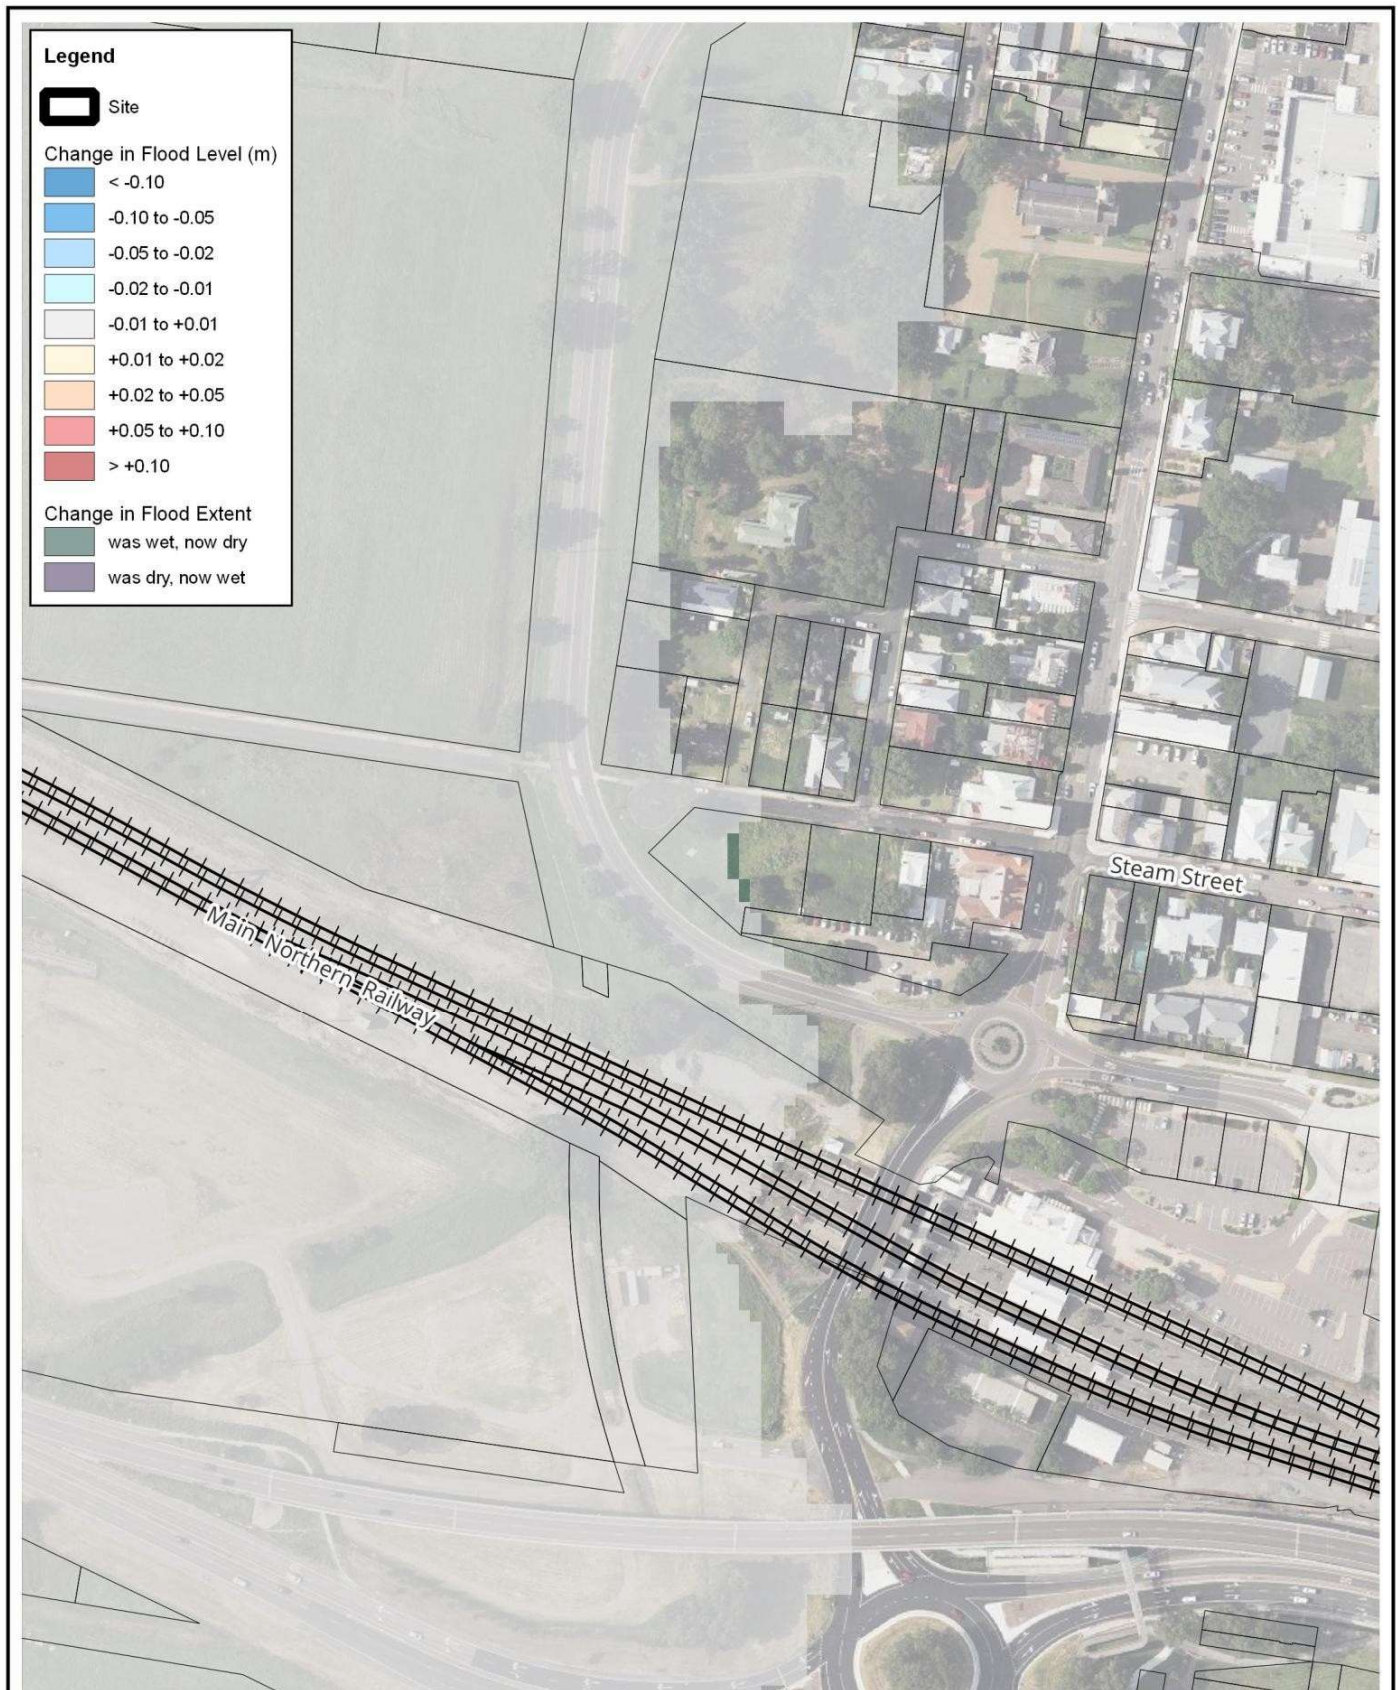 Legend
Site
Change in Flood Level (m)
< -0.10
-0.10 to -0.05
-0.05 to -0.02
-0.02 to -0.01
-0.01 to +0.01
+0.01 to +0.02
+0.02 to +0.05
+0.05 to +0.10
> +0.10
Change in Flood Extent
was wet, now dry
was dry, now wet
Steam Street
Main Northern Railway